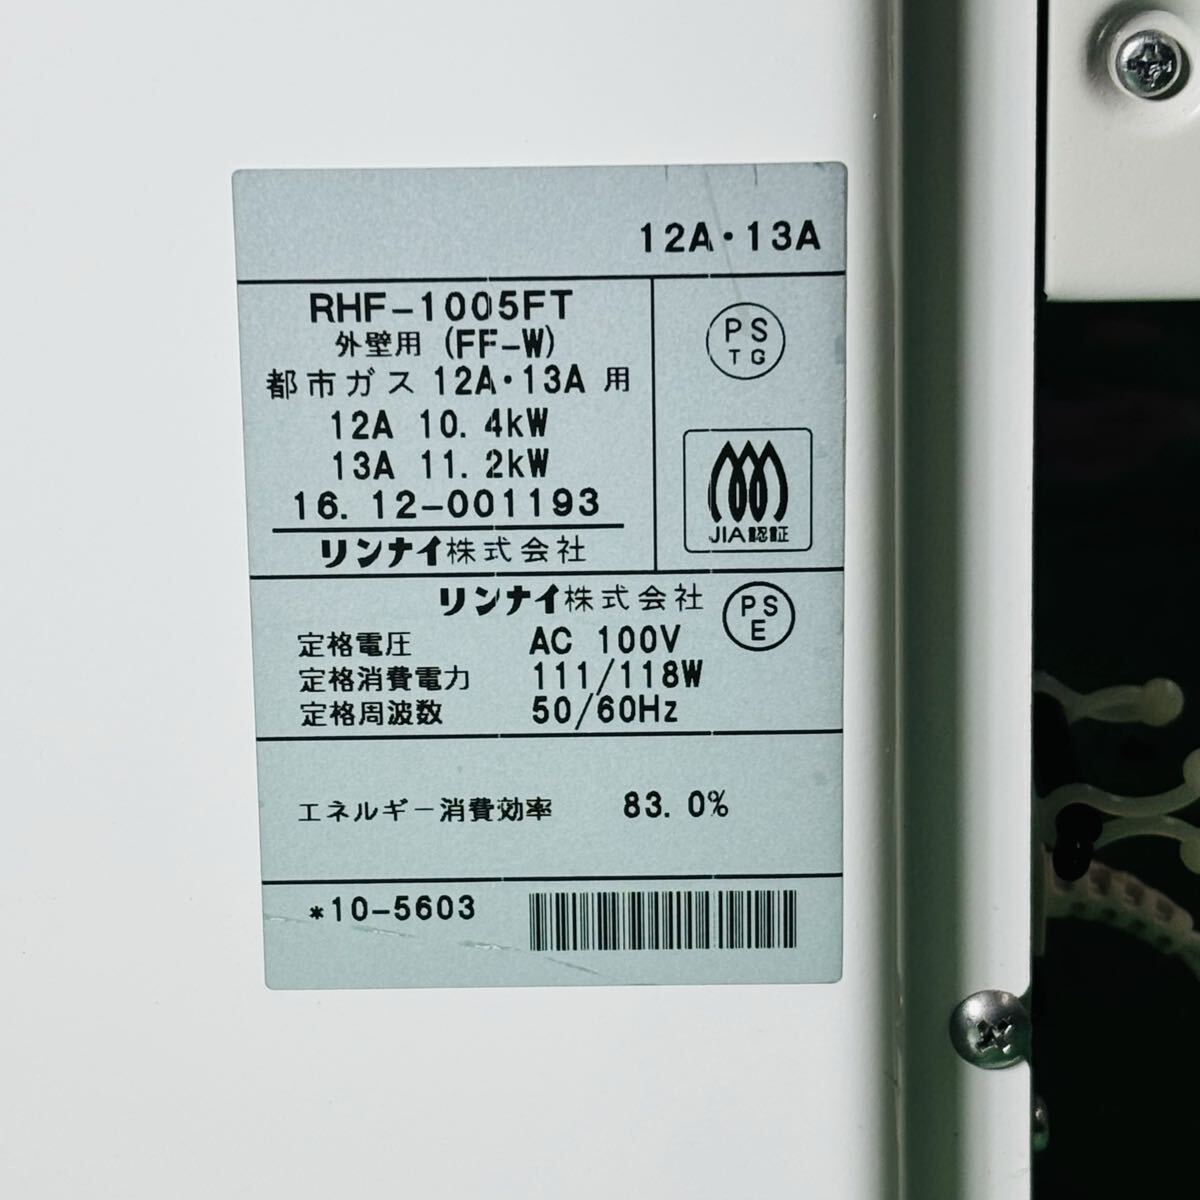 12A・13A
RHF-1005FT
外壁用 (FF-W)
都市ガス 12A・13A 用
12A 10.4kW
13A 11.2kW
16.12-001193
リンナイ株式会社
PS
TG
JIA認証
リンナイ株式会社
PS
E
定格電圧 AC 100V
定格消費電力 111/118W
定格周波数 50/60Hz
エネルギー消費効率 83.0%
*10-5603